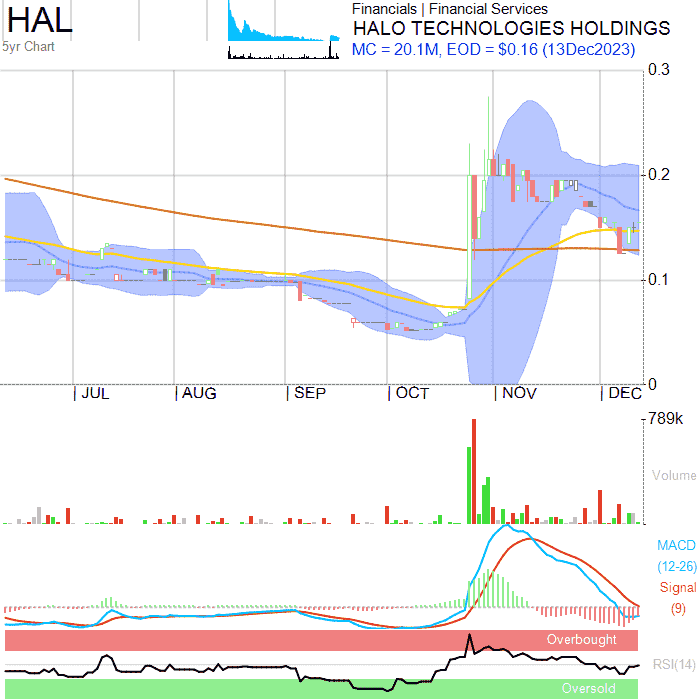 HAL
5yr Chart
Financials | Financial Services
HALO TECHNOLOGIES HOLDINGS
MC = 20.1M, EOD = $0.16 (13Dec2023)
0.3
0.2
0.1
0
| JUL
| AUG
| SEP
| OCT
| NOV
| DEC
789k
Volume
MACD
(12-26)
Signal
(9)
Overbought
RSI(14)
Oversold